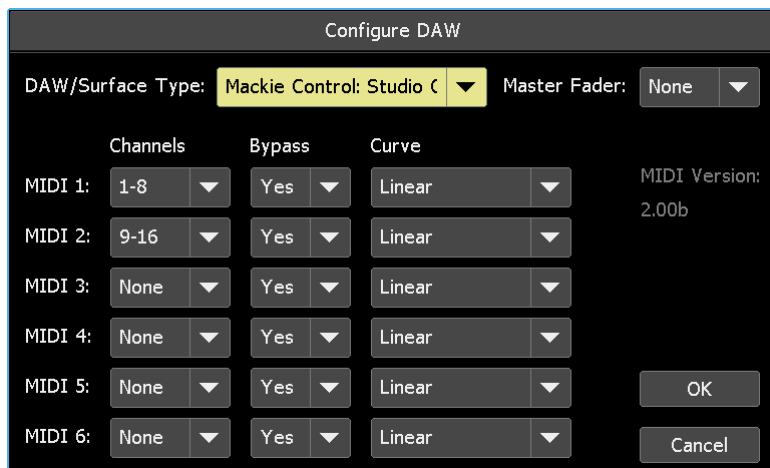 Configure DAW
DAW/Surface Type: Mackie Control: Studio Master Fader: None
Channels Bypass Curve
MIDI 1: 1-8 Yes Linear MIDI Version:
2.00b
MIDI 2: 9-16 Yes Linear
MIDI 3: None Yes Linear
MIDI 4: None Yes Linear
MIDI 5: None Yes Linear OK
MIDI 6: None Yes Linear Cancel